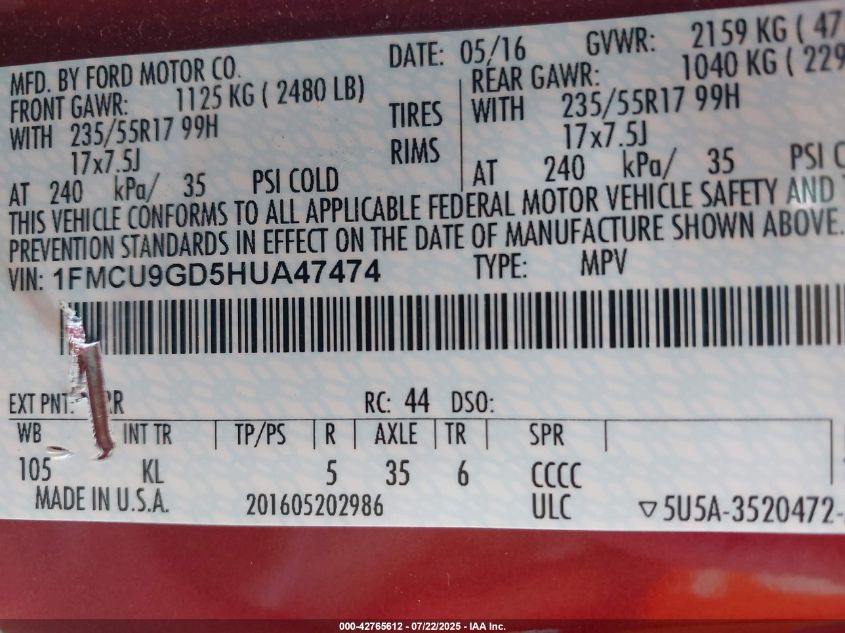 MFD. BY FORD MOTOR CO. DATE: 05/16 GVWR: 2159 KG ( 47
FRONT GAWR: 1125 KG ( 2480 LB) REAR GAWR: 1040 KG ( 229
WITH 235/55R17 99H TIRES WITH 235/55R17 99H
17x7.5J RIMS 17x7.5J
AT 240 kPa/ 35 PSI COLD AT 240 kPa/ 35 PSI C
THIS VEHICLE CONFORMS TO ALL APPLICABLE FEDERAL MOTOR VEHICLE SAFETY AND
PREVENTION STANDARDS IN EFFECT ON THE DATE OF MANUFACTURE SHOWN ABOVE.
VIN: 1FMCU9GD5HUA47474 TYPE: MPV
EXT PNT: RC: 44 DSO:
WB INT TR TP/PS R AXLE TR SPR
105 KL 5 35 6 CCCC
MADE IN U.S.A. 201605202986 ULC ▽5U5A-3520472-
000-42765612 - 07/22/2025 - IAA Inc.